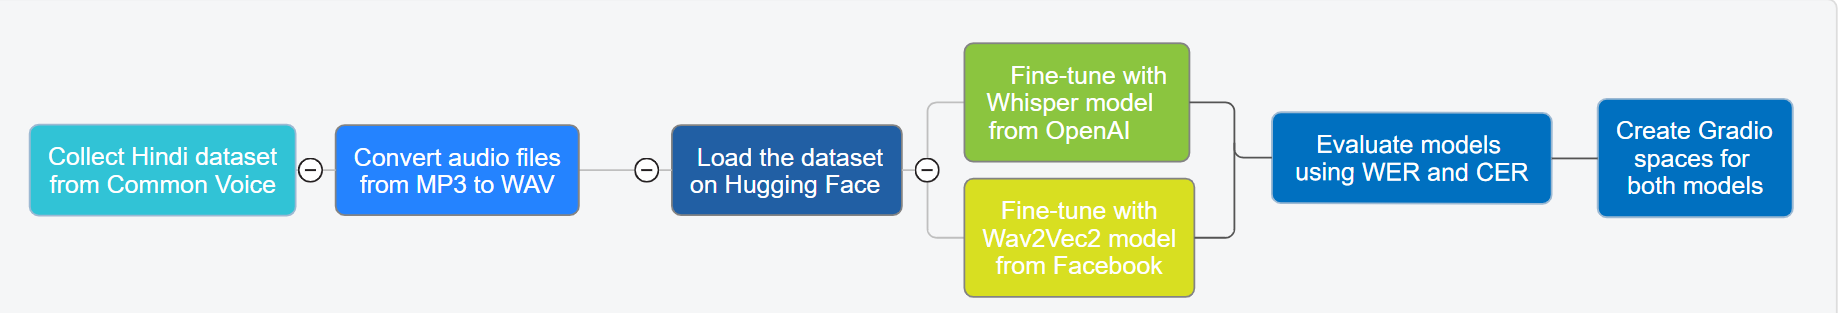 Collect Hindi dataset
from Common Voice
Convert audio files
from MP3 to WAV
Load the dataset
on Hugging Face
Fine-tune with
Whisper model
from OpenAI
Fine-tune with
Wav2Vec2 model
from Facebook
Evaluate models
using WER and CER
Create Gradio
spaces for
both models